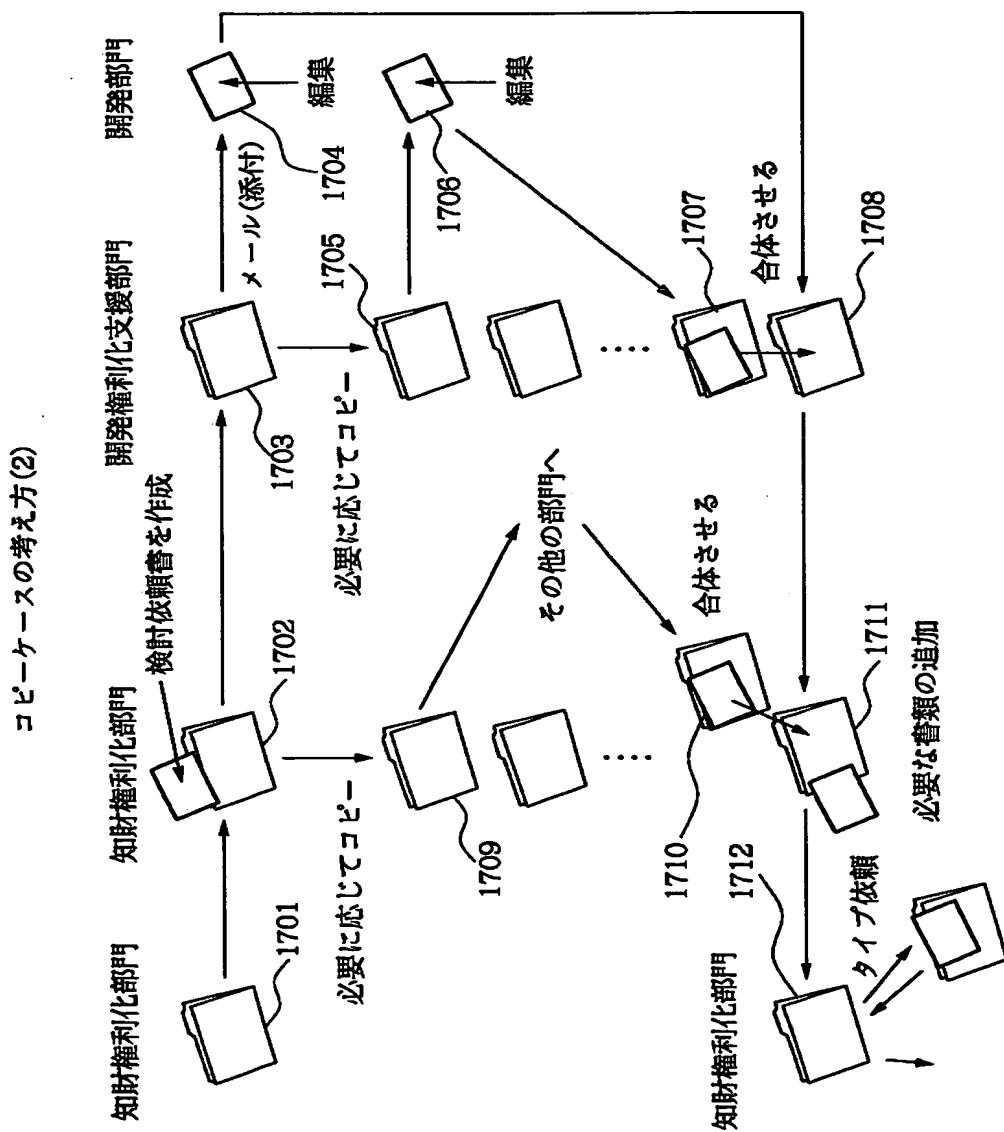 コピーケースの考え方(2)
知財権利化部門
知財権利化部門
開発権利化支援部門
開発部門
検討依頼書を作成
メール(添付)
1701
1702
1703
1704
編集
必要に応じてコピー
必要に応じてコピー
1705
1706
編集
1709
その他の部門へ
1707
合体させる
1708
合体させる
1710
1711
必要な書類の追加
知財権利化部門
1712
タイプ依頼